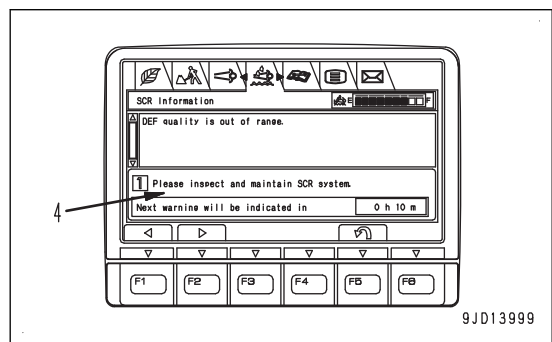 SCR Information
E
F
DEF quality is out of range.
1 Please inspect and maintain SCR system.
4
Next warning will be indicated in 0 h 10 m
F1 F2 F3 F4 F5 F6
9JD13999